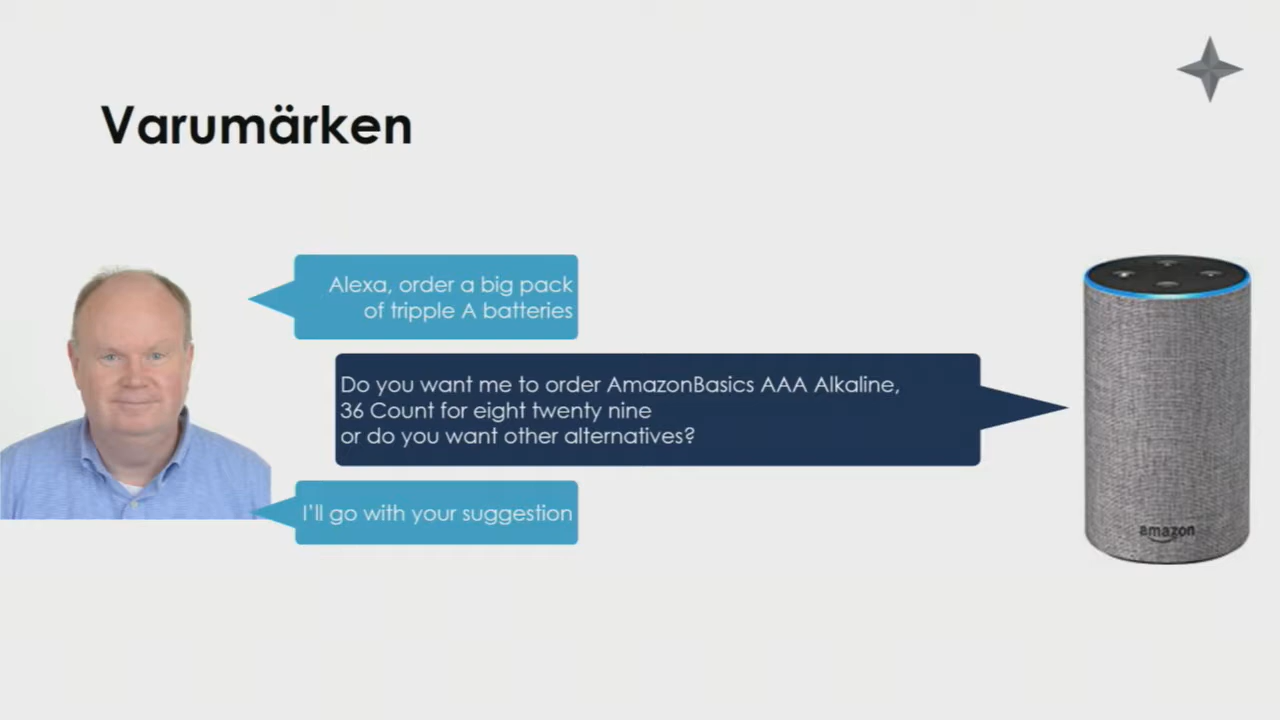 Varumärken
Alexa, order a big pack
of tripple A batteries
Do you want me to order AmazonBasics AAA Alkaline,
36 Count for eight twenty nine
or do you want other alternatives?
I'll go with your suggestion
amazon